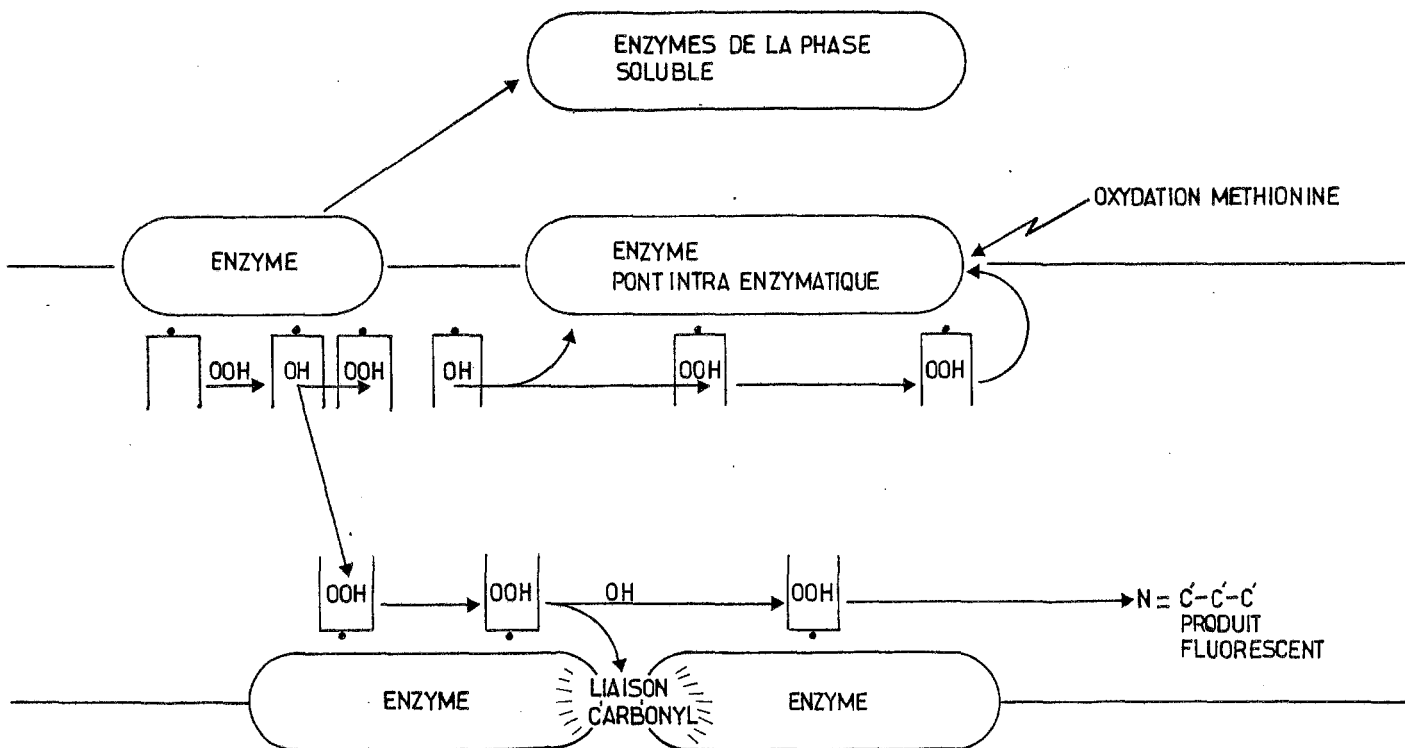 ENZYMES DE LA PHASE
SOLUBLE
OXYDATION METHIONINE
ENZYME
ENZYME
PONT INTRA ENZYMATIQUE
OOH
OH
OOH
OH
OOH
OOH
OOH
OOH
OH
OOH
N = C-C-C
PRODUIT
FLUORESCENT
ENZYME
LIAISON
CARBONYL
ENZYME